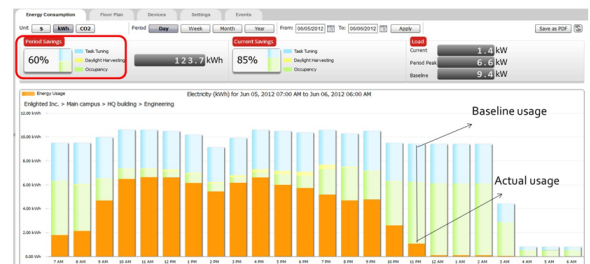 Energy Consumption Floor Plan Devices Settings Events
Unit $ kWh CO2 Period Day Week Month Year From: 06/05/2012 To: 06/06/2012 Apply Save as PDF
Period Savings
60%
Task Tuning
Daylight Harvesting
Occupancy
123.7 kWh
Current Savings
85%
Task Tuning
Daylight Harvesting
Occupancy
Load
Current 1.4 kW
Period Peak 6.6 kW
Baseline 9.4 kW
Energy Usage
Electricity (kWh) for Jun 05, 2012 07:00 AM to Jun 06, 2012 06:00 AM
Enlighted Inc. > Main campus > HQ building > Engineering
12.00 kWh
10.00 kWh
8.00 kWh
6.00 kWh
4.00 kWh
2.00 kWh
0.00 kWh
Baseline usage
Actual usage
7 AM 8 AM 9 AM 10 AM 11 AM 12 PM 1 PM 2 PM 3 PM 4 PM 5 PM 6 PM 7 PM 8 PM 9 PM 10 PM 11 PM 12 AM 1 AM 2 AM 3 AM 4 AM 5 AM 6 AM